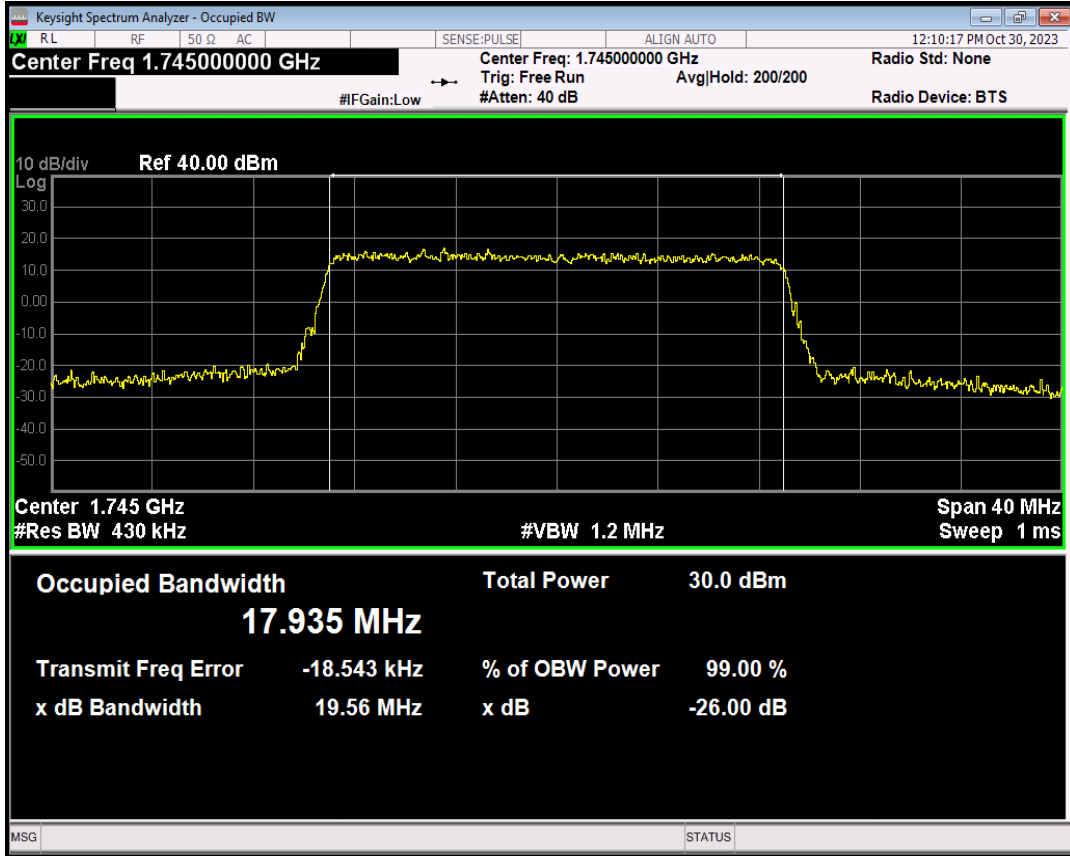 Keysight Spectrum Analyzer - Occupied BW
LXI RL RF 50 Ω AC SENSE:PULSE ALIGN AUTO 12:10:17 PM Oct 30, 2023
Center Freq 1.745000000 GHz
Center Freq: 1.745000000 GHz
Radio Std: None
Trig: Free Run Avg|Hold: 200/200
#IFGain:Low #Atten: 40 dB Radio Device: BTS
10 dB/div Ref 40.00 dBm
Log
30.0
20.0
10.0
0.00
-10.0
-20.0
-30.0
-40.0
-50.0
Center 1.745 GHz Span 40 MHz
#Res BW 430 kHz #VBW 1.2 MHz Sweep 1 ms
Occupied Bandwidth Total Power 30.0 dBm
17.935 MHz
Transmit Freq Error -18.543 kHz % of OBW Power 99.00 %
x dB Bandwidth 19.56 MHz x dB -26.00 dB
MSG STATUS